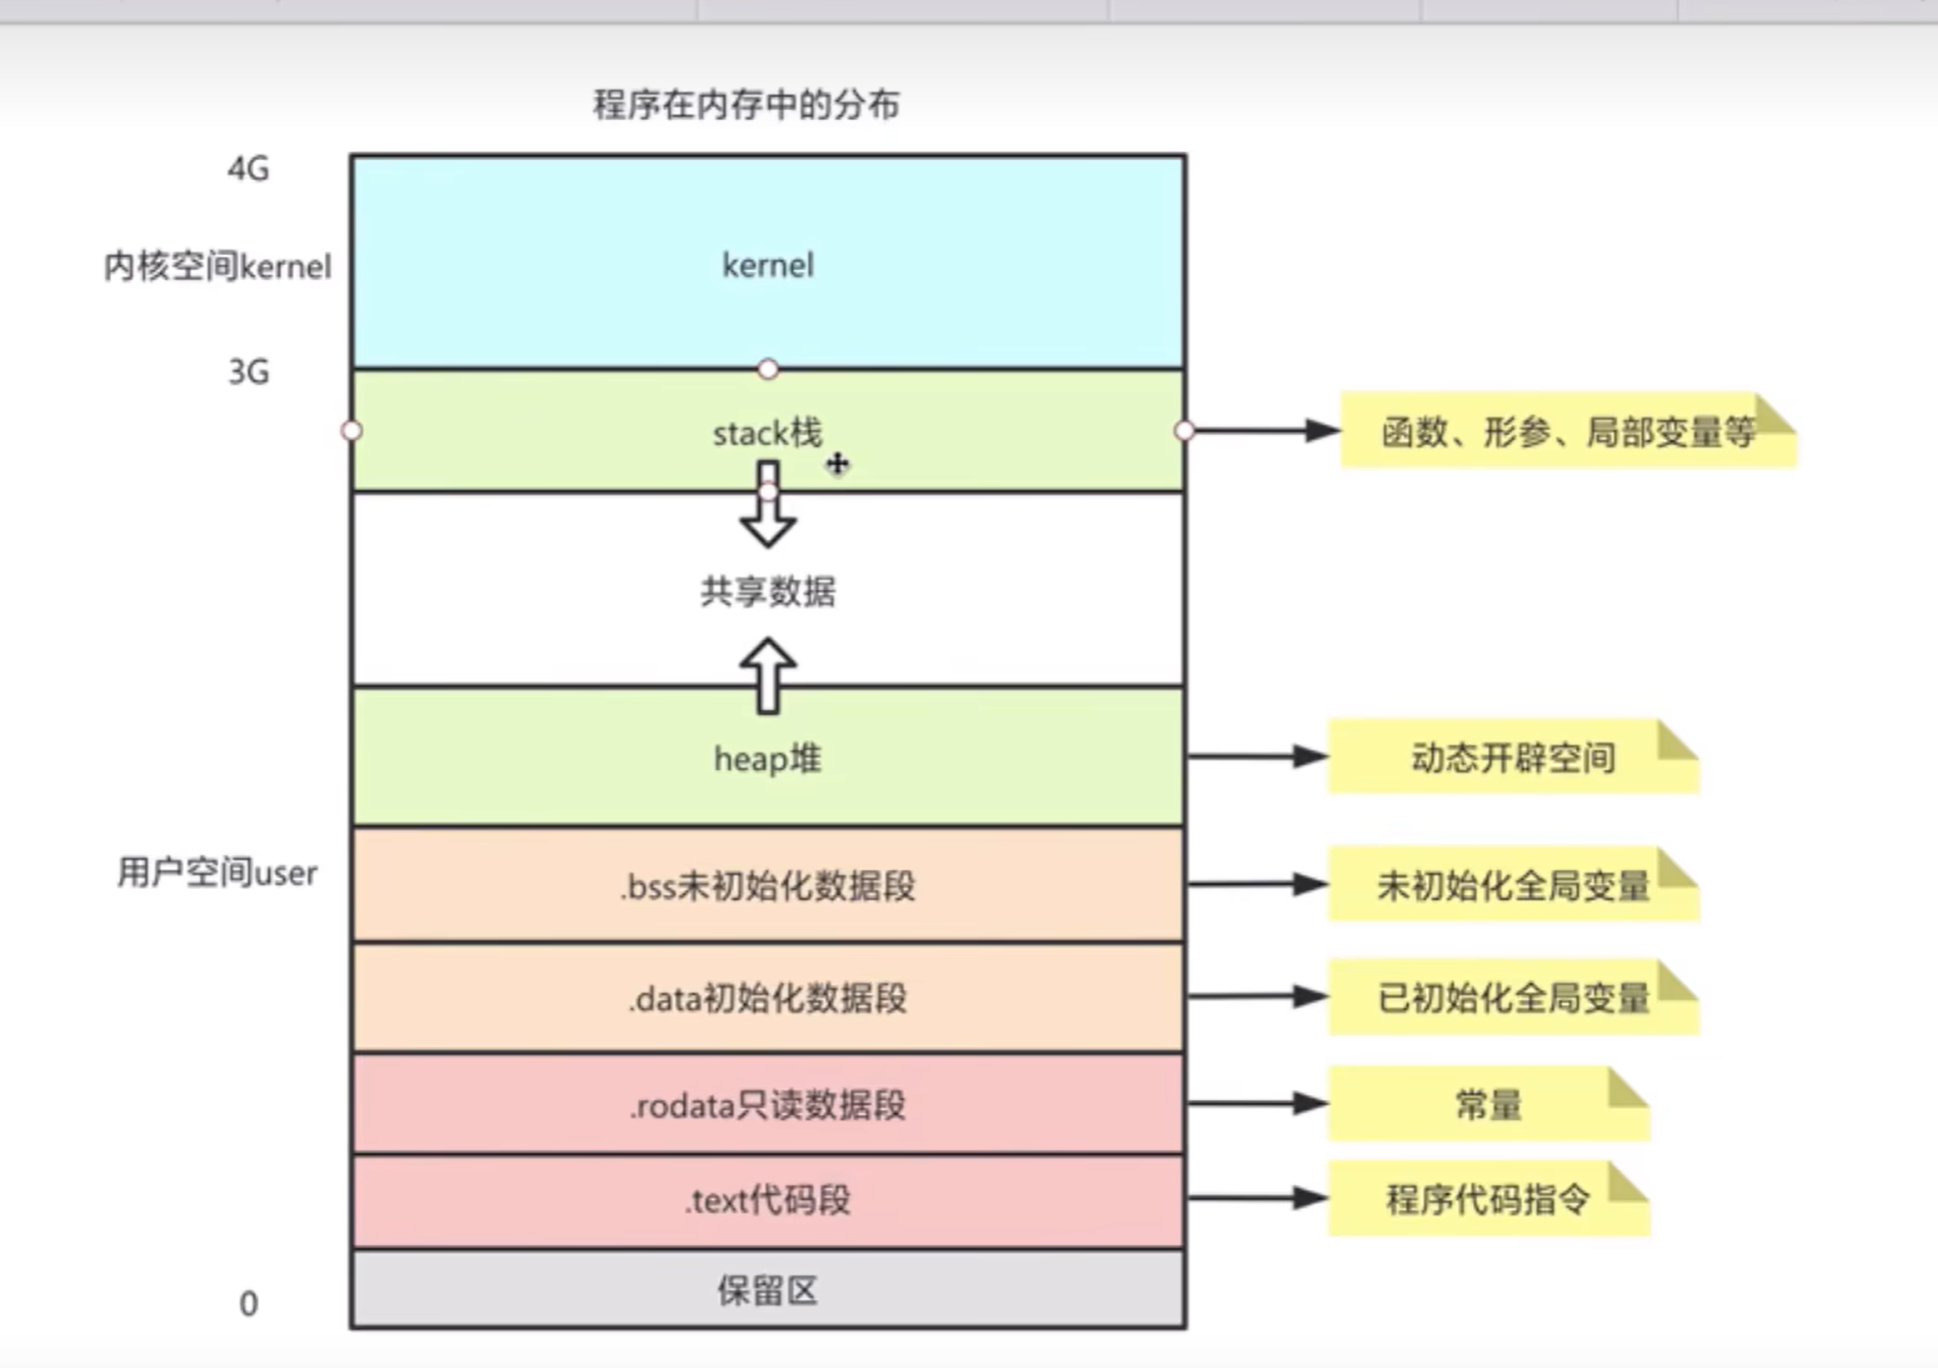 程序在内存中的分布
4G
内核空间kernel
kernel
3G
stack栈
函数、形参、局部变量等
共享数据
heap堆
动态开辟空间
用户空间user
.bss未初始化数据段
未初始化全局变量
.data初始化数据段
已初始化全局变量
.rodata只读数据段
常量
.text代码段
程序代码指令
0
保留区